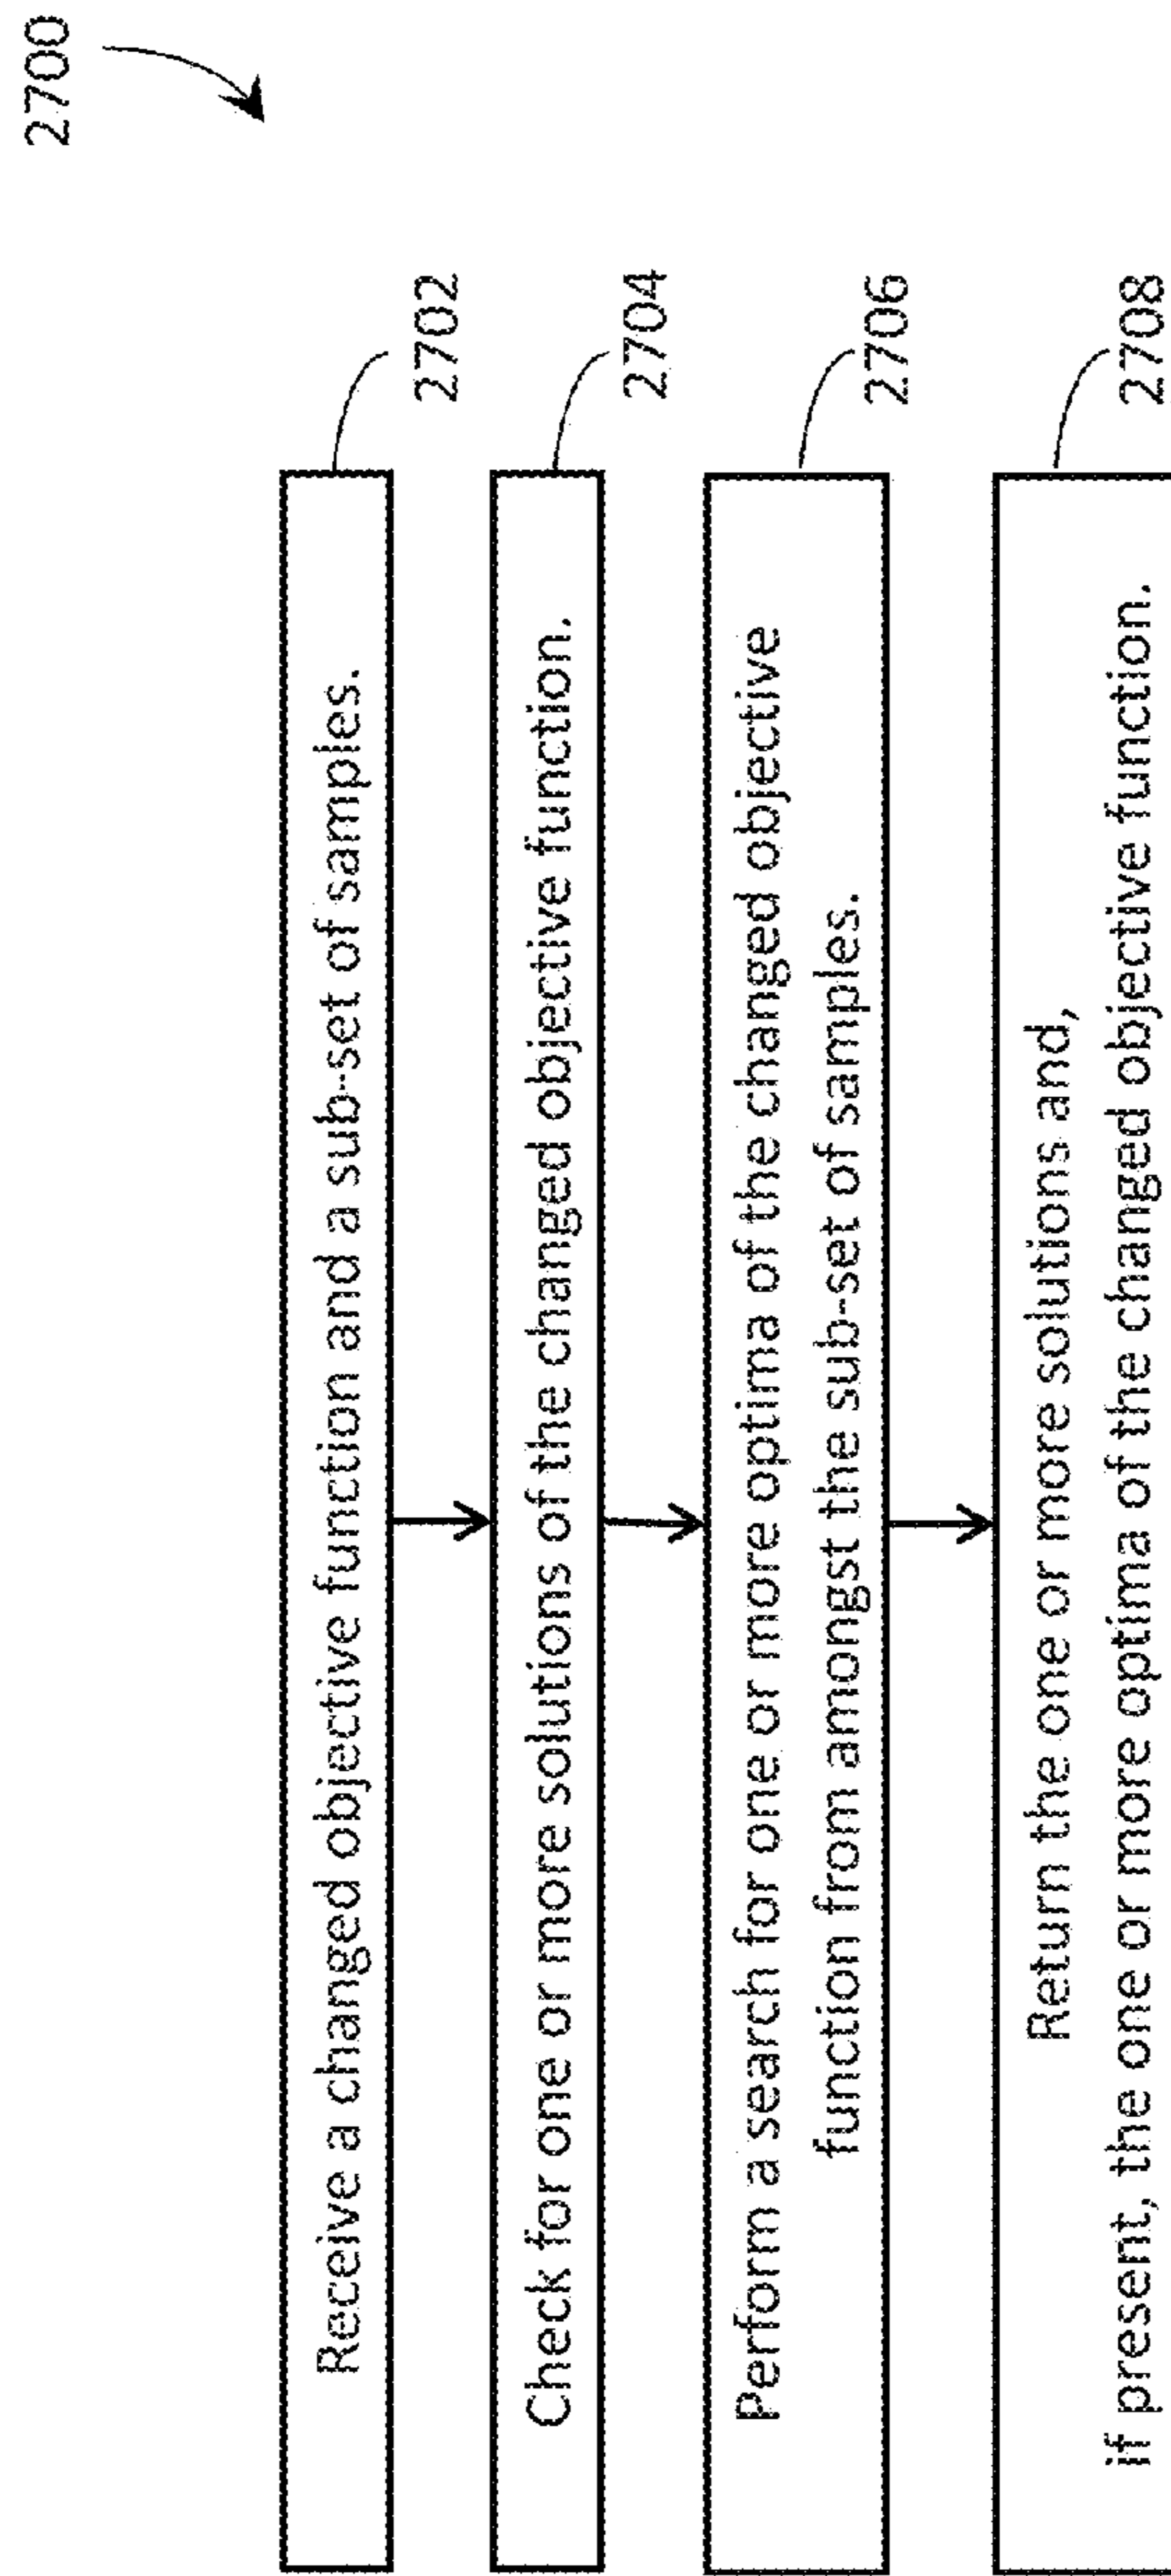 2700
Receive a changed objective function and a sub-set of samples.
2702
Check for one or more solutions of the changed objective function.
2704
Perform a search for one or more optima of the changed objective
function from amongst the sub-set of samples.
2706
Return the one or more solutions and,
if present, the one or more optima of the changed objective function.
2708